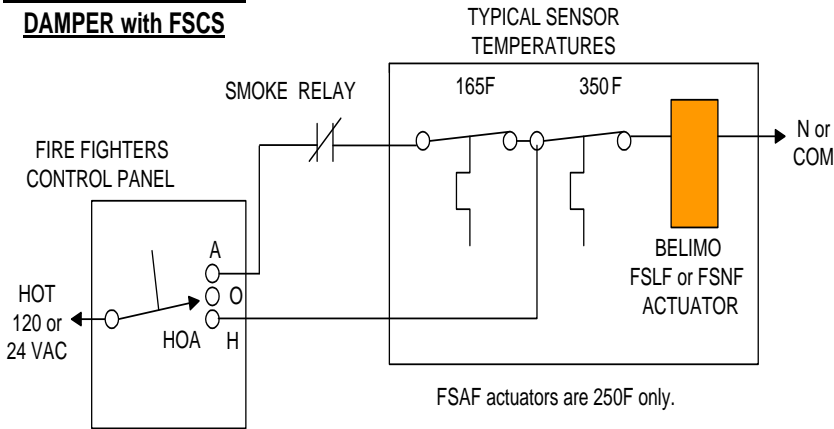 DAMPER with FSCS
TYPICAL SENSOR
TEMPERATURES
SMOKE RELAY
165F
350F
FIRE FIGHTERS
CONTROL PANEL
N or
COM
A
O
H
HOA
HOT
120 or
24 VAC
BELIMO
FSLF or FSNF
ACTUATOR
FSAF actuators are 250F only.